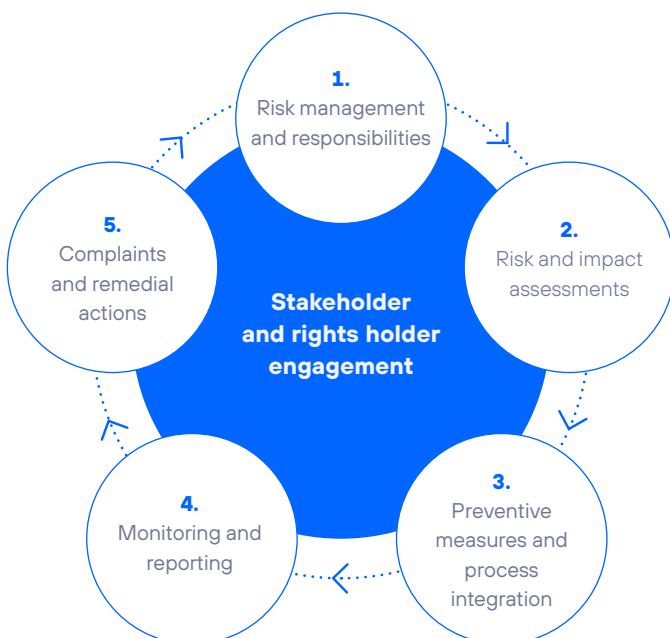 1.
Risk management
and responsibilities
2.
Risk and impact
assessments
3.
Preventive
measures and
process
integration
4.
Monitoring and
reporting
5.
Complaints
and remedial
actions
Stakeholder
and rights holder
engagement